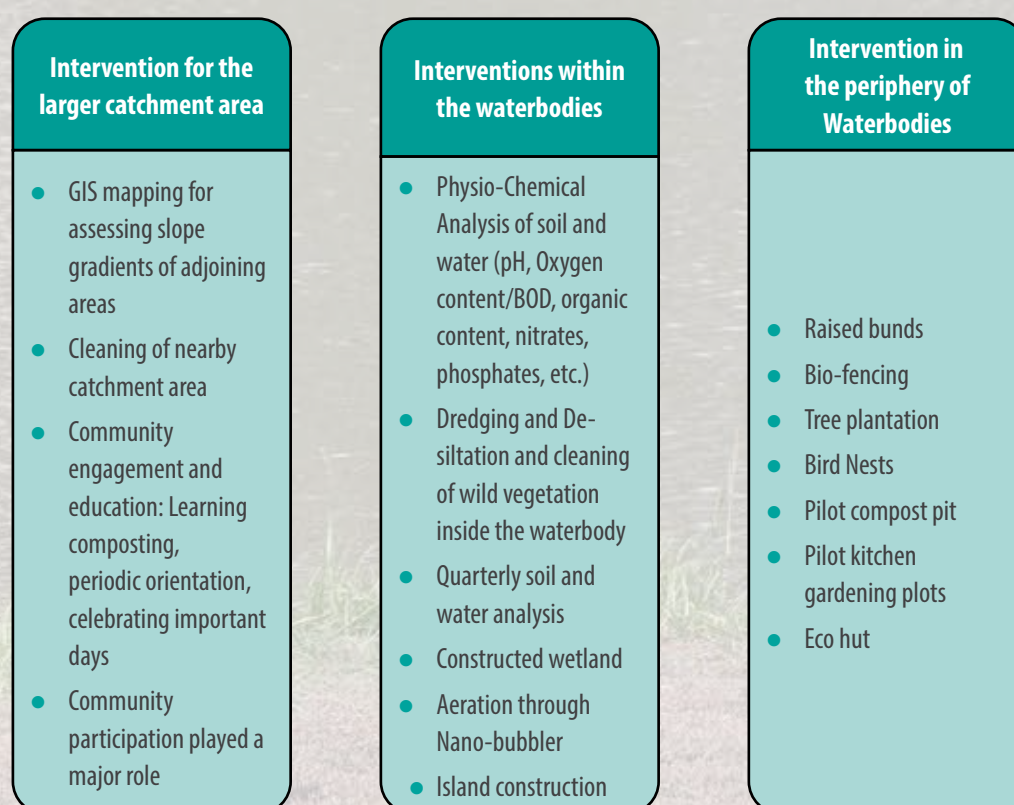 Intervention for the
larger catchment area
● GIS mapping for
assessing slope
gradients of adjoining
areas
● Cleaning of nearby
catchment area
● Community
engagement and
education: Learning
composting,
periodic orientation,
celebrating important
days
● Community
participation played a
major role
Interventions within
the waterbodies
● Physio-Chemical
Analysis of soil and
water (pH, Oxygen
content/BOD, organic
content, nitrates,
phosphates, etc.)
● Dredging and De-
siltation and cleaning
of wild vegetation
inside the waterbody
● Quarterly soil and
water analysis
● Constructed wetland
● Aeration through
Nano-bubbler
● Island construction
Intervention in
the periphery of
Waterbodies
● Raised bunds
● Bio-fencing
● Tree plantation
● Bird Nests
● Pilot compost pit
● Pilot kitchen
gardening plots
● Eco hut